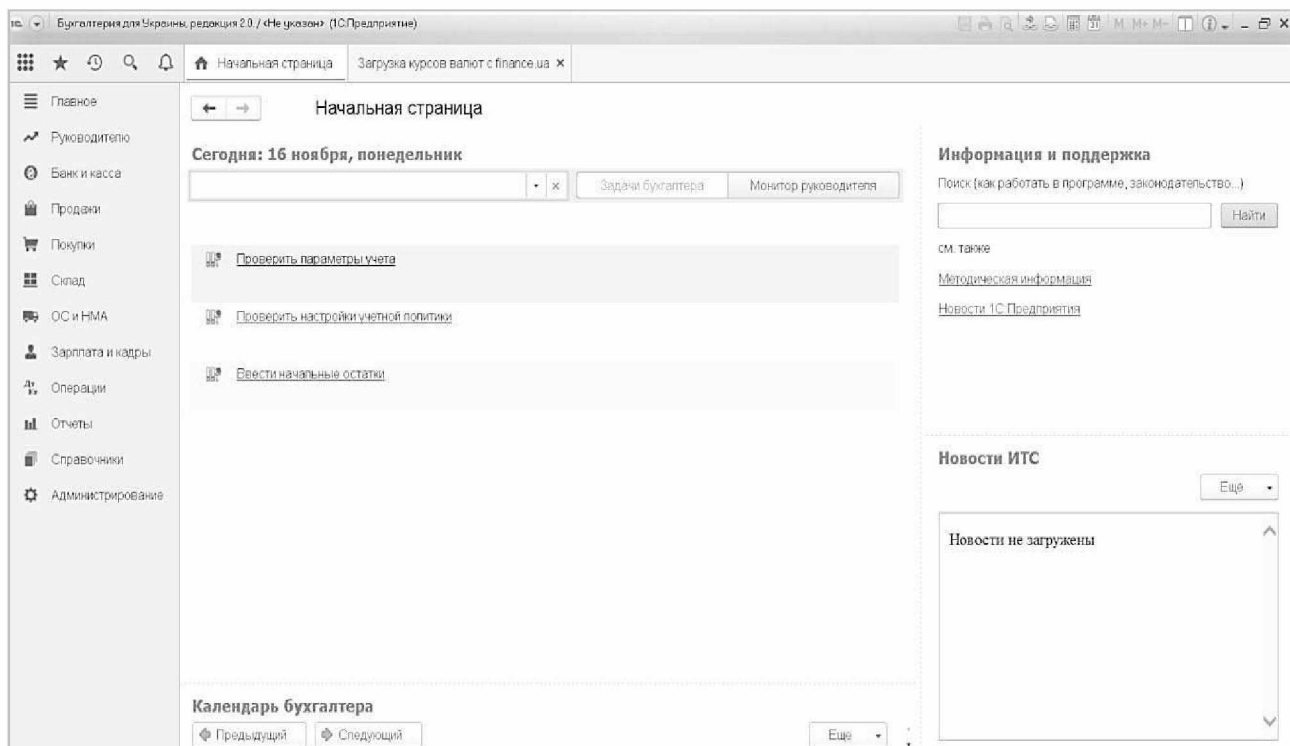 1С Бухгалтерия для Украины, редакция 2.0. / <Не указан> (1С:Предприятие) M M+ M-
Начальная страница Загрузка курсов валют с finance.ua ×
Главное
Руководителю
Банк и касса
Продажи
Покупки
Склад
ОС и НМА
Зарплата и кадры
Дт Кт Операции
Отчеты
Справочники
Администрирование
Начальная страница
Сегодня: 16 ноября, понедельник
Задачи бухгалтера Монитор руководителя
Проверить параметры учета
Проверить настройки учетной политики
Ввести начальные остатки
Календарь бухгалтера
Предыдущий Следующий Еще
Информация и поддержка
Поиск (как работать в программе, законодательство...)
Найти
см. также
Методическая информация
Новости 1С:Предприятия
Новости ИТС
Еще
Новости не загружены